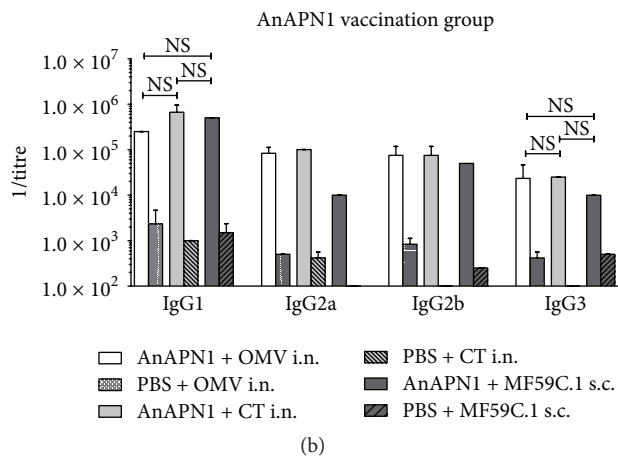 AnAPN1 vaccination group
NS
NS NS
NS
NS NS
1/titre
1.0 × 10⁷
1.0 × 10⁶
1.0 × 10⁵
1.0 × 10⁴
1.0 × 10³
1.0 × 10²
IgG1 IgG2a IgG2b IgG3
AnAPN1 + OMV i.n.
PBS + OMV i.n.
AnAPN1 + CT i.n.
PBS + CT i.n.
AnAPN1 + MF59C.1 s.c.
PBS + MF59C.1 s.c.
(b)